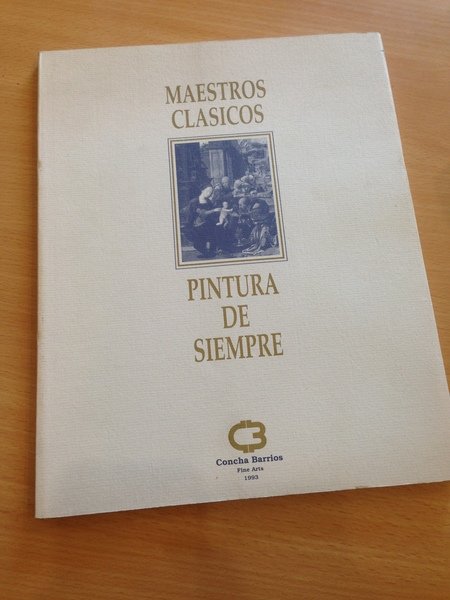 MAESTROS
CLASICOS
PINTURA
DE
SIEMPRE
CB
Concha Barrios
Fine Arts
1993